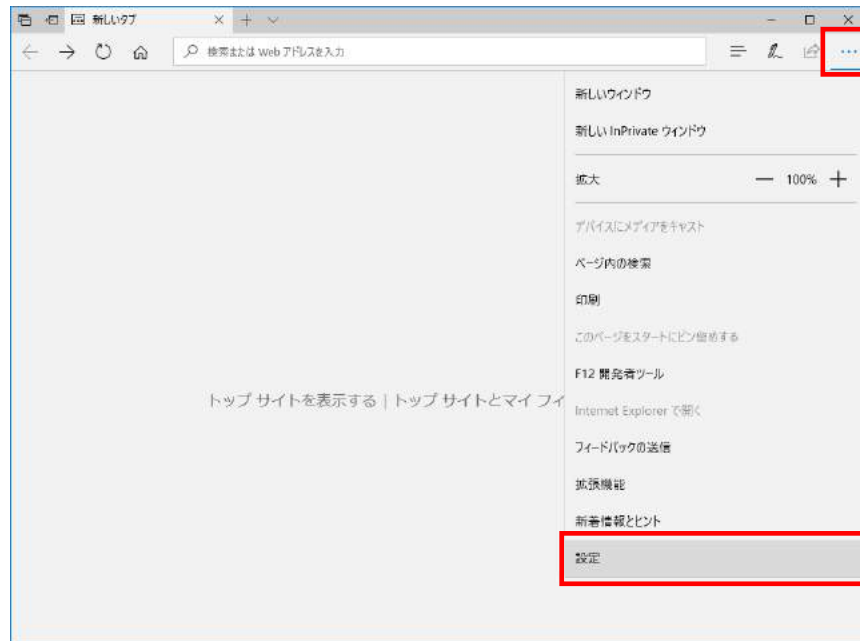 新しいタブ
検索または Web アドレスを入力
新しいウィンドウ
新しい InPrivate ウィンドウ
拡大 100%
デバイスにメディアをキャスト
ページ内の検索
印刷
このページをスタートにピン留めする
F12 開発者ツール
トップ サイトを表示する | トップ サイトとマイ フィ
Internet Explorer で開く
フィードバックの送信
拡張機能
新着情報とヒント
設定